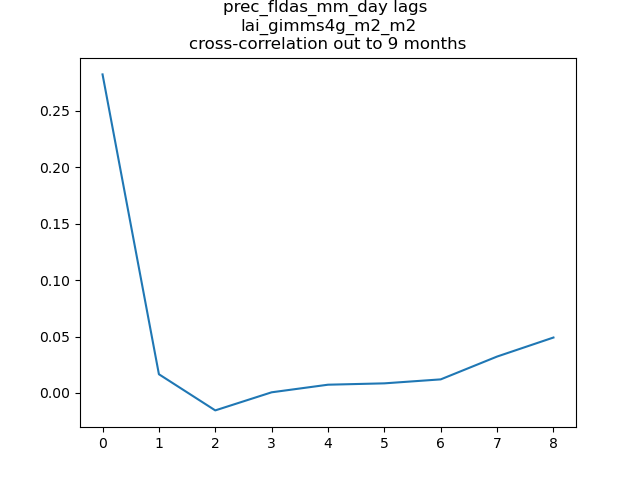 prec_fldas_mm_day lags
lai_gimms4g_m2_m2
cross-correlation out to 9 months
0.25
0.20
0.15
0.10
0.05
0.00
0 1 2 3 4 5 6 7 8